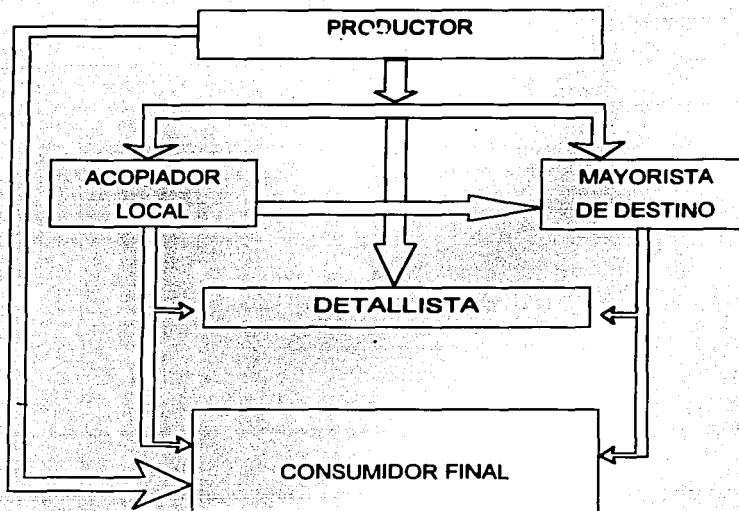 PRODUCTOR
ACOPIADOR
LOCAL
MAYORISTA
DE DESTINO
DETALLISTA
CONSUMIDOR FINAL